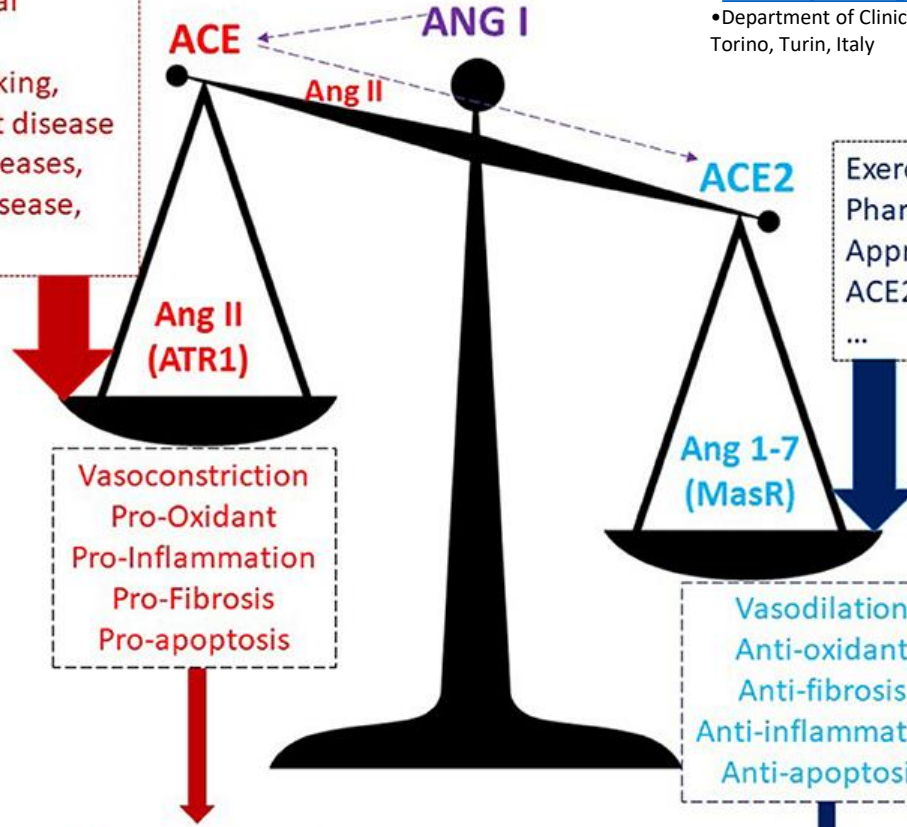 •Department of Clinic
Torino, Turin, Italy
ANG I
ACE
Ang II
ACE2
king,
t disease
eases,
sease,
Exer
Phar
Appr
ACE2
...
Ang II
(ATR1)
Ang 1-7
(MasR)
Vasoconstriction
Pro-Oxidant
Pro-Inflammation
Pro-Fibrosis
Pro-apoptosis
Vasodilation
Anti-oxidant
Anti-fibrosis
Anti-inflammat
Anti-apoptosi